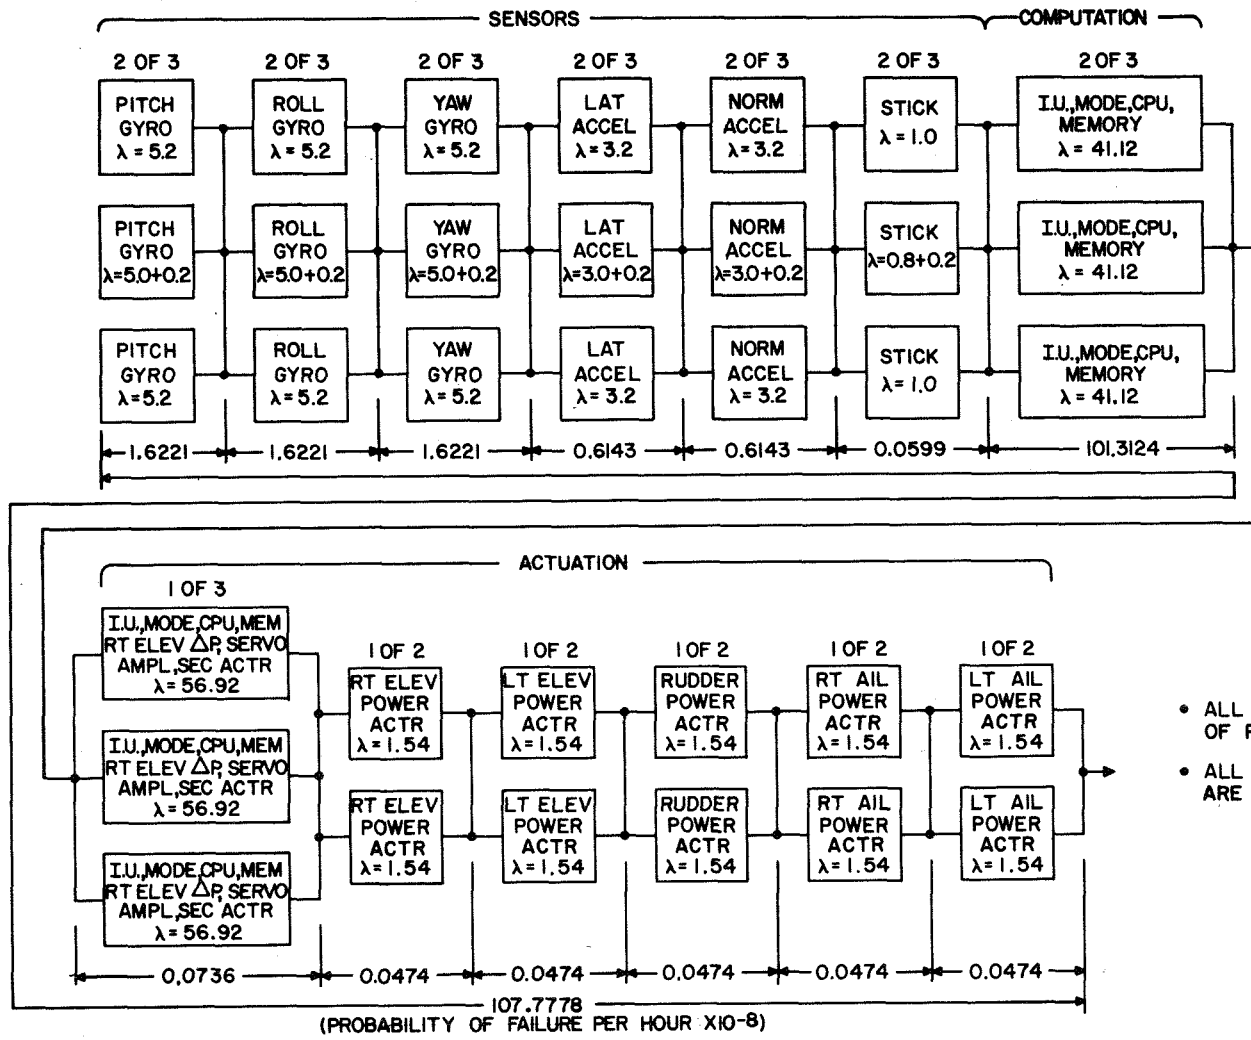 SENSORS
COMPUTATION
2 OF 3
2 OF 3
2 OF 3
2 OF 3
2 OF 3
2 OF 3
2 OF 3
PITCH
GYRO
λ = 5.2
ROLL
GYRO
λ = 5.2
YAW
GYRO
λ = 5.2
LAT
ACCEL
λ = 3.2
NORM
ACCEL
λ = 3.2
STICK
λ = 1.0
I.U.,MODE,CPU,
MEMORY
λ = 41.12
PITCH
GYRO
λ=5.0+0.2
ROLL
GYRO
λ=5.0+0.2
YAW
GYRO
λ=5.0+0.2
LAT
ACCEL
λ=3.0+0.2
NORM
ACCEL
λ=3.0+0.2
STICK
λ=0.8+0.2
I.U.,MODE,CPU,
MEMORY
λ = 41.12
PITCH
GYRO
λ=5.2
ROLL
GYRO
λ=5.2
YAW
GYRO
λ=5.2
LAT
ACCEL
λ=3.2
NORM
ACCEL
λ = 3.2
STICK
λ=1.0
I.U.,MODE,CPU,
MEMORY
λ = 41.12
1.6221
1.6221
1.6221
0.6143
0.6143
0.0599
101.3124
ACTUATION
1 OF 3
1 OF 2
1 OF 2
1 OF 2
1 OF 2
1 OF 2
I.U.,MODE,CPU,MEM
RT ELEV ΔP, SERVO
AMPL,SEC ACTR
λ= 56.92
I.U.,MODE,CPU,MEM
RT ELEV ΔP, SERVO
AMPL,SEC ACTR
λ = 56.92
I.U.,MODE,CPU,MEM
RT ELEV ΔP, SERVO
AMPL,SEC ACTR
λ = 56.92
RT ELEV
POWER
ACTR
λ=1.54
LT ELEV
POWER
ACTR
λ=1.54
RUDDER
POWER
ACTR
λ=1.54
RT AIL
POWER
ACTR
λ=1.54
LT AIL
POWER
ACTR
λ=1.54
RT ELEV
POWER
ACTR
λ=1.54
LT ELEV
POWER
ACTR
λ=1.54
RUDDER
POWER
ACTR
λ=1.54
RT AIL
POWER
ACTR
λ=1.54
LT AIL
POWER
ACTR
λ=1.54
• ALL
OF
• ALL
ARE
0.0736
0.0474
0.0474
0.0474
0.0474
0.0474
107.7778
(PROBABILITY OF FAILURE PER HOUR X10-8)